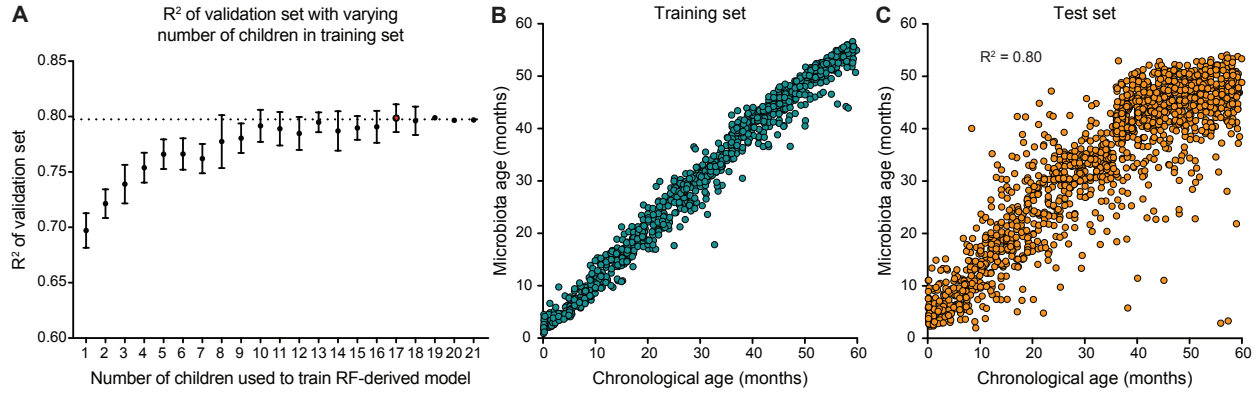 A
R² of validation set with varying
number of children in training set
0.85
0.80
0.75
0.70
0.65
0.60
R² of validation set
1 2 3 4 5 6 7 8 9 10 11 12 13 14 15 16 17 18 19 20 21
Number of children used to train RF-derived model
B
Training set
60
50
40
30
20
10
0
Microbiota age (months)
0 10 20 30 40 50 60
Chronological age (months)
C
Test set
R² = 0.80
60
50
40
30
20
10
0
Microbiota age (months)
0 10 20 30 40 50 60
Chronological age (months)